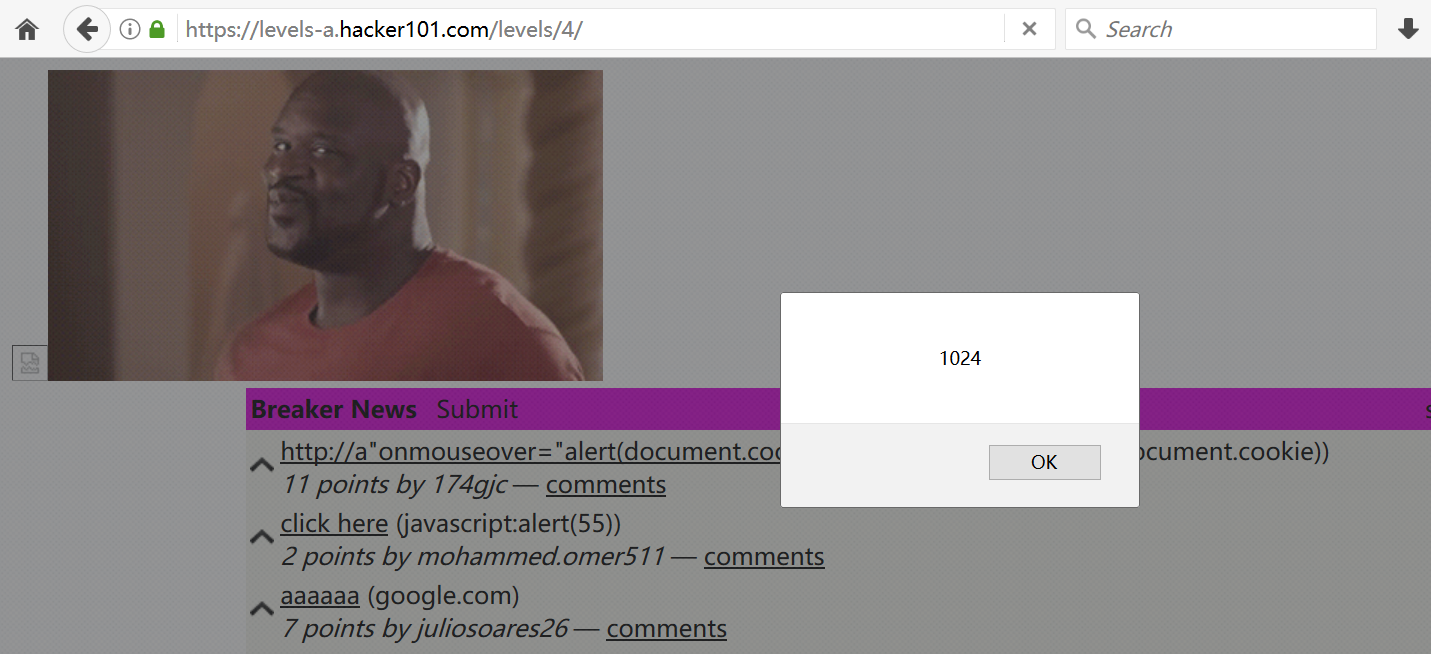 https://levels-a.hacker101.com/levels/4/
Search
1024
OK
Breaker News Submit
http://a"onmouseover="alert(document.coo ocument.cookie))
11 points by 174gjc — comments
click here (javascript:alert(55))
2 points by mohammed.omer511 — comments
aaaaaa (google.com)
7 points by juliosoares26 — comments